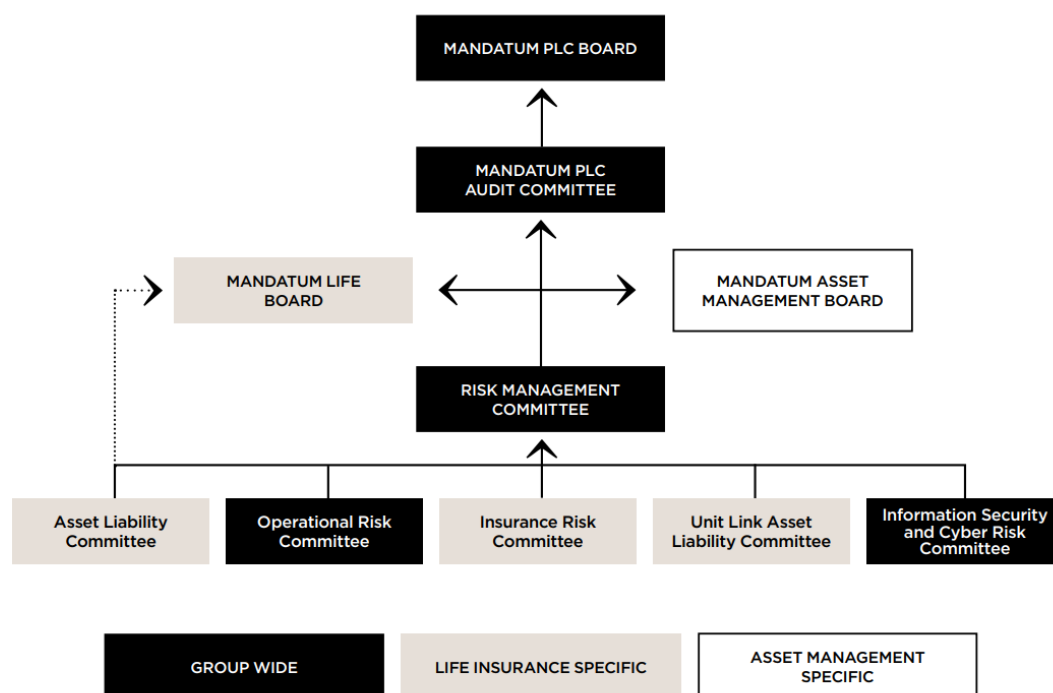 MANDATUM PLC BOARD
MANDATUM PLC
AUDIT COMMITTEE
MANDATUM LIFE
BOARD
MANDATUM ASSET
MANAGEMENT BOARD
RISK MANAGEMENT
COMMITTEE
Asset Liability
Committee
Operational Risk
Committee
Insurance Risk
Committee
Unit Link Asset
Liability Committee
Information Security
and Cyber Risk
Committee
GROUP WIDE
LIFE INSURANCE SPECIFIC
ASSET MANAGEMENT
SPECIFIC